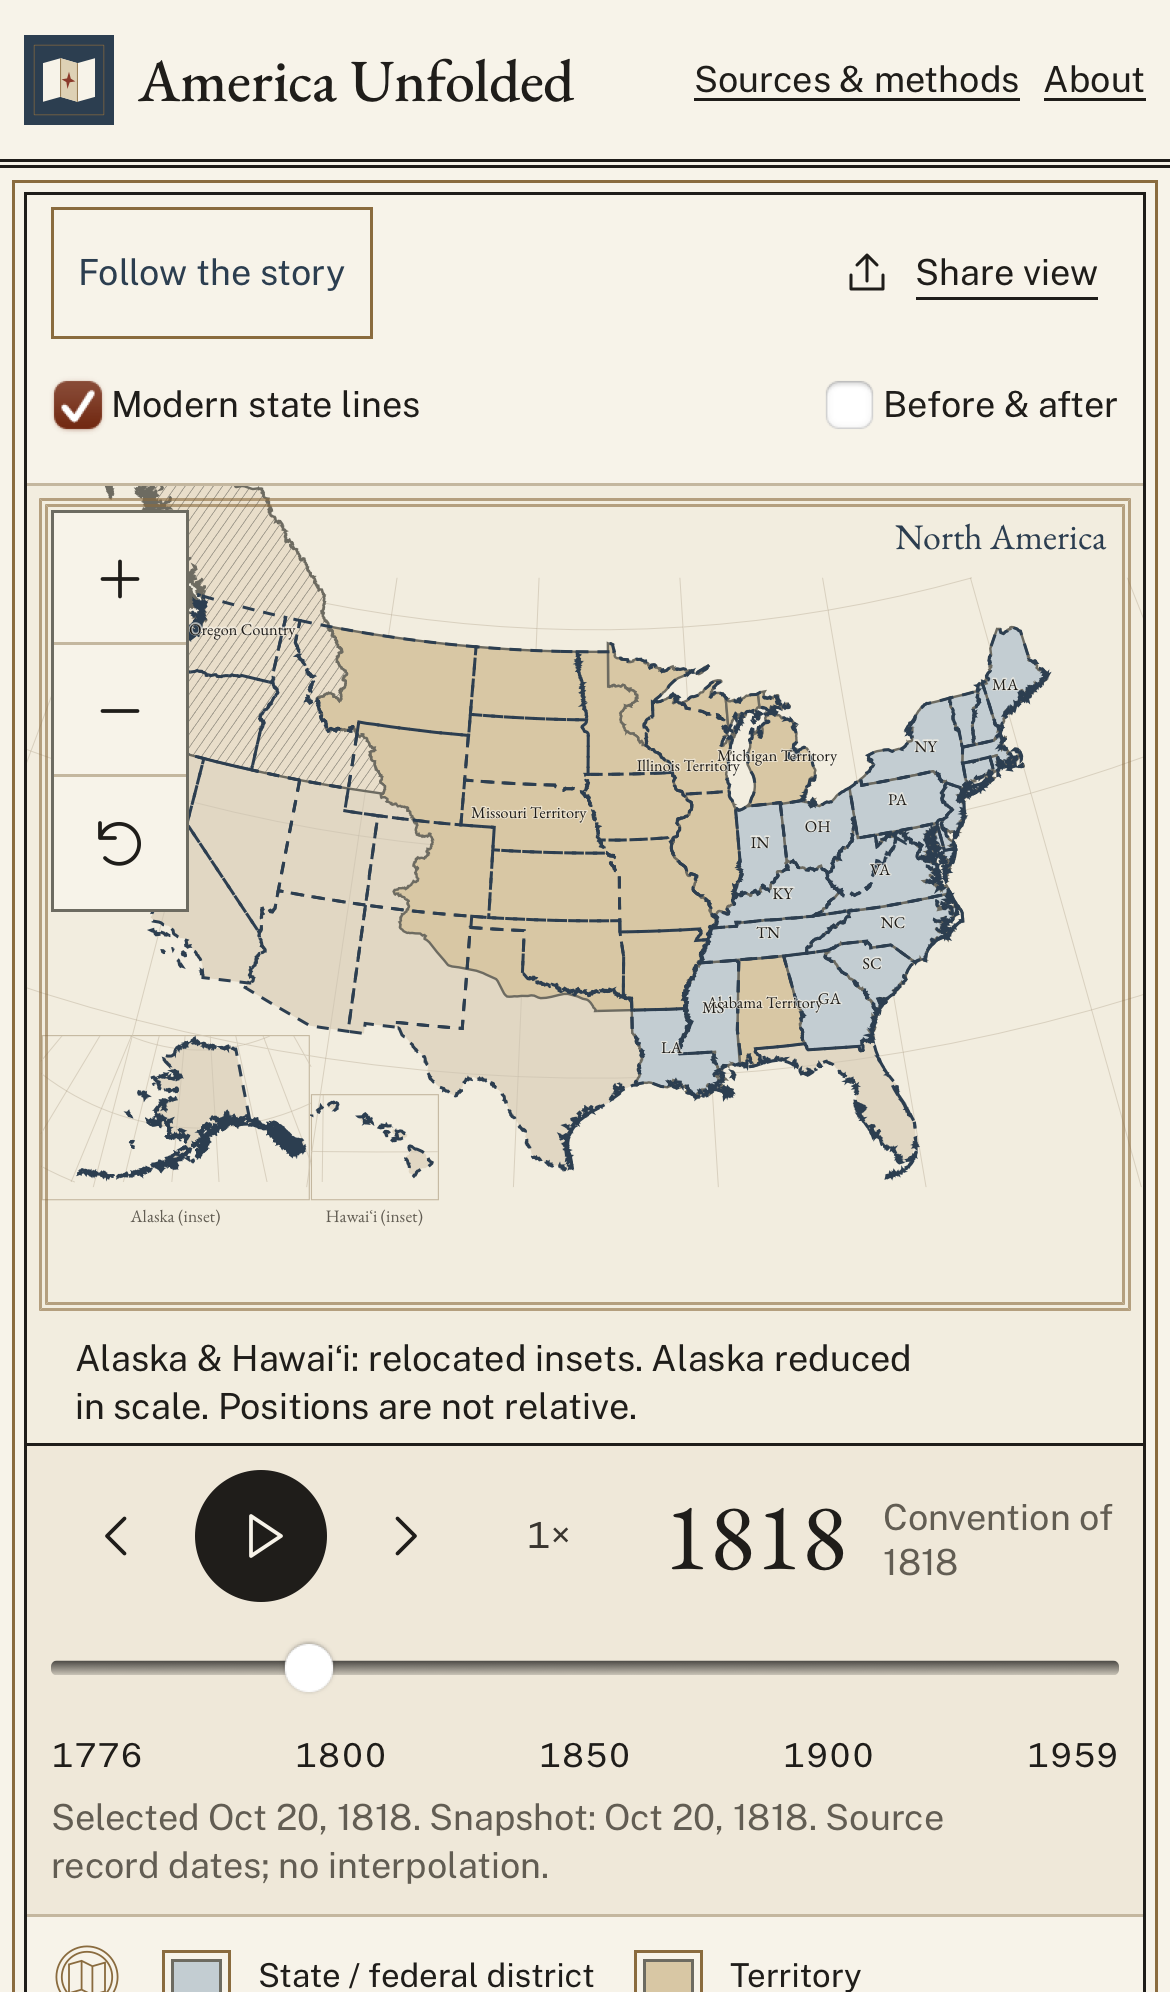 America Unfolded
Sources & methods About
Follow the story
Share view
Modern state lines
Before & after
North America
Oregon Country
MA
NY
Michigan Territory
Illinois Territory
PA
Missouri Territory
OH
IN
VA
KY
NC
TN
SC
GA
Alabama Territory
MS
LA
Alaska (inset)
Hawaiʻi (inset)
Alaska & Hawaiʻi: relocated insets. Alaska reduced
in scale. Positions are not relative.
1×
1818
Convention of
1818
1776 1800 1850 1900 1959
Selected Oct 20, 1818. Snapshot: Oct 20, 1818. Source
record dates; no interpolation.
State / federal district
Territory